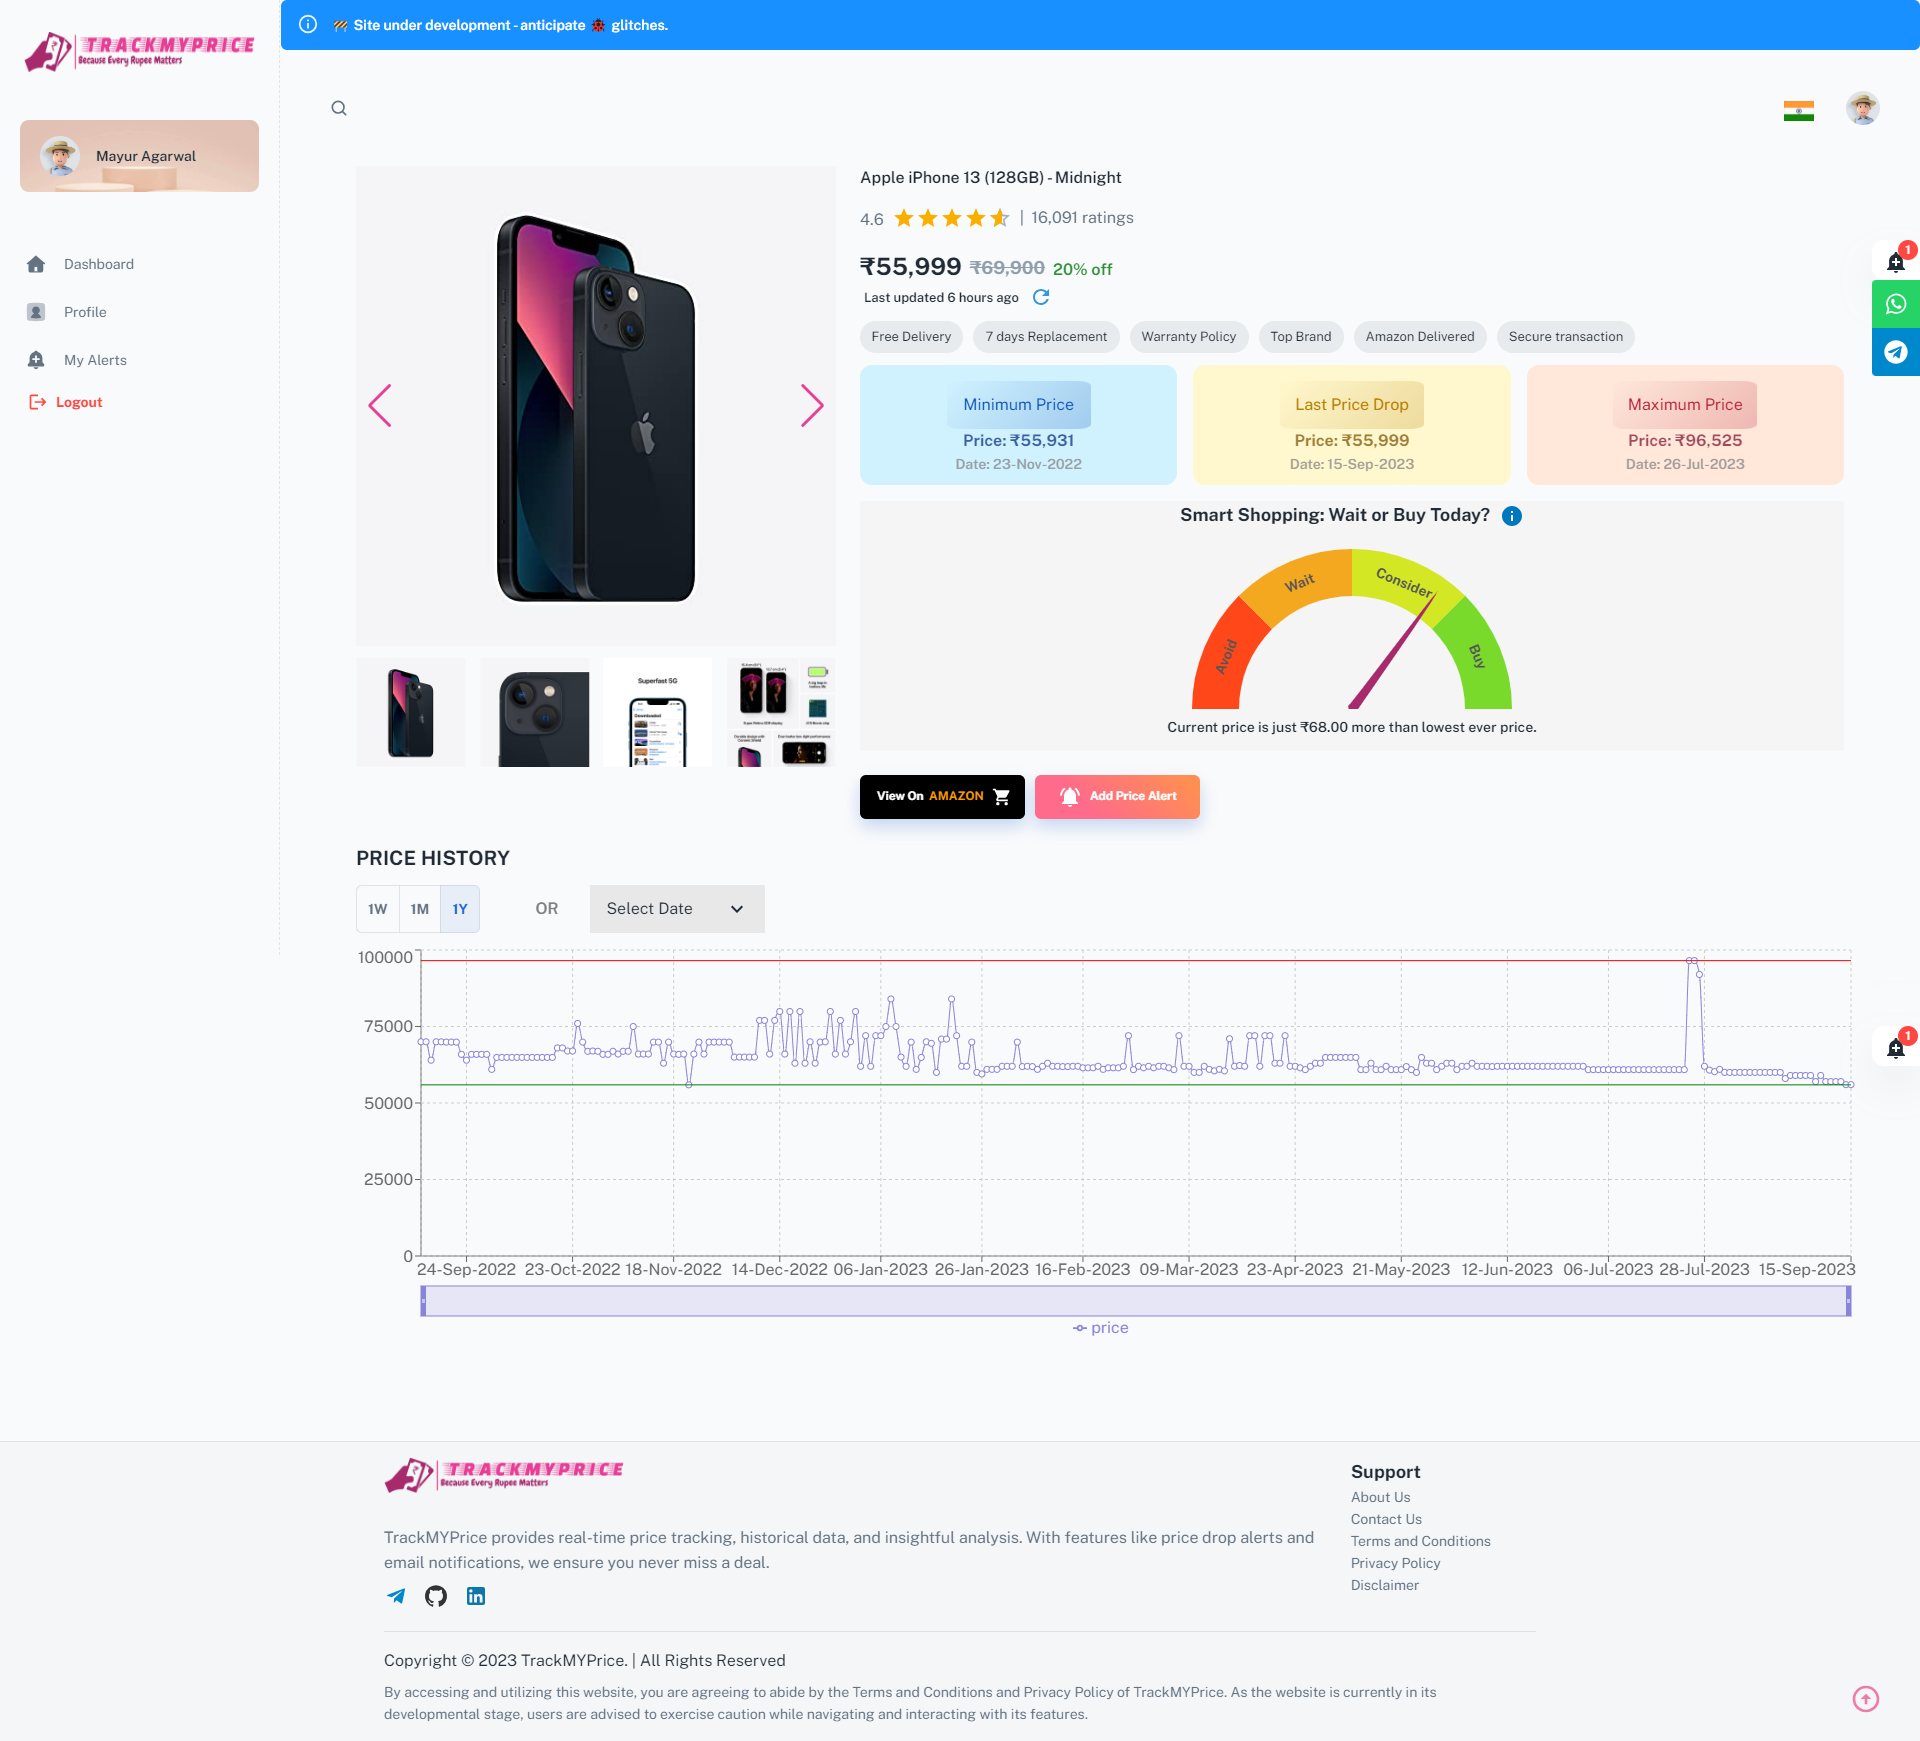 TRACKMYPRICE
Because Every Rupee Matters
🚧 Site under development - anticipate 🐞 glitches.
Mayur Agarwal
Dashboard
Profile
My Alerts
Logout
Apple iPhone 13 (128GB) - Midnight
4.6 | 16,091 ratings
₹55,999 ₹69,900 20% off
Last updated 6 hours ago
1
Free Delivery 7 days Replacement Warranty Policy Top Brand Amazon Delivered Secure transaction
Minimum Price
Price: ₹55,931
Date: 23-Nov-2022
Last Price Drop
Price: ₹55,999
Date: 15-Sep-2023
Maximum Price
Price: ₹96,525
Date: 26-Jul-2023
Smart Shopping: Wait or Buy Today?
Avoid
Wait
Consider
Buy
Current price is just ₹68.00 more than lowest ever price.
Superfast 5G
Downloaded
View On AMAZON
Add Price Alert
PRICE HISTORY
1W 1M 1Y OR Select Date
100000
75000
50000
25000
0
1
24-Sep-2022 23-Oct-2022 18-Nov-2022 14-Dec-2022 06-Jan-2023 26-Jan-2023 16-Feb-2023 09-Mar-2023 23-Apr-2023 21-May-2023 12-Jun-2023 06-Jul-2023 28-Jul-2023 15-Sep-2023
price
TRACKMYPRICE
Because Every Rupee Matters
TrackMYPrice provides real-time price tracking, historical data, and insightful analysis. With features like price drop alerts and
email notifications, we ensure you never miss a deal.
Support
About Us
Contact Us
Terms and Conditions
Privacy Policy
Disclaimer
Copyright © 2023 TrackMYPrice. | All Rights Reserved
By accessing and utilizing this website, you are agreeing to abide by the Terms and Conditions and Privacy Policy of TrackMYPrice. As the website is currently in its
developmental stage, users are advised to exercise caution while navigating and interacting with its features.